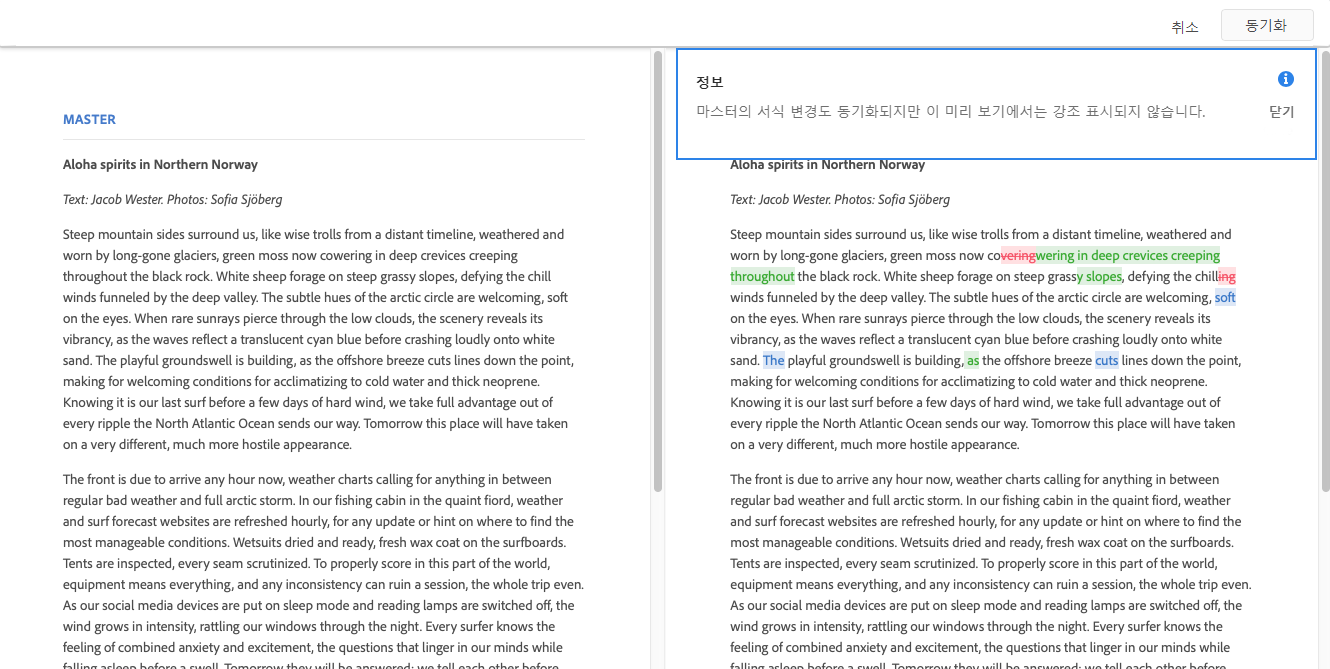 취소
동기화
MASTER
Aloha spirits in Northern Norway
Text: Jacob Wester. Photos: Sofia Sjöberg
Steep mountain sides surround us, like wise trolls from a distant timeline, weathered and
worn by long-gone glaciers, green moss now cowering in deep crevices creeping
throughout the black rock. White sheep forage on steep grassy slopes, defying the chill
winds funneled by the deep valley. The subtle hues of the arctic circle are welcoming, soft
on the eyes. When rare sunrays pierce through the low clouds, the scenery reveals its
vibrancy, as the waves reflect a translucent cyan blue before crashing loudly onto white
sand. The playful groundswell is building, as the offshore breeze cuts lines down the point,
making for welcoming conditions for acclimatizing to cold water and thick neoprene.
Knowing it is our last surf before a few days of hard wind, we take full advantage out of
every ripple the North Atlantic Ocean sends our way. Tomorrow this place will have taken
on a very different, much more hostile appearance.
The front is due to arrive any hour now, weather charts calling for anything in between
regular bad weather and full arctic storm. In our fishing cabin in the quaint fiord, weather
and surf forecast websites are refreshed hourly, for any update or hint on where to find the
most manageable conditions. Wetsuits dried and ready, fresh wax coat on the surfboards.
Tents are inspected, every seam scrutinized. To properly score in this part of the world,
equipment means everything, and any inconsistency can ruin a session, the whole trip even.
As our social media devices are put on sleep mode and reading lamps are switched off, the
wind grows in intensity, rattling our windows through the night. Every surfer knows the
feeling of combined anxiety and excitement, the questions that linger in our minds while
falling asleep before a swell. Tomorrow they will be answered; we tell each other before
정보
마스터의 서식 변경도 동기화되지만 이 미리 보기에서는 강조 표시되지 않습니다.
닫기
Aloha spirits in Northern Norway
Text: Jacob Wester. Photos: Sofia Sjöberg
Steep mountain sides surround us, like wise trolls from a distant timeline, weathered and
worn by long-gone glaciers, green moss now coveringwering in deep crevices creeping
throughout the black rock. White sheep forage on steep grassy slopes, defying the chilling
winds funneled by the deep valley. The subtle hues of the arctic circle are welcoming, soft
on the eyes. When rare sunrays pierce through the low clouds, the scenery reveals its
vibrancy, as the waves reflect a translucent cyan blue before crashing loudly onto white
sand. The playful groundswell is building, as the offshore breeze cuts lines down the point,
making for welcoming conditions for acclimatizing to cold water and thick neoprene.
Knowing it is our last surf before a few days of hard wind, we take full advantage out of
every ripple the North Atlantic Ocean sends our way. Tomorrow this place will have taken
on a very different, much more hostile appearance.
The front is due to arrive any hour now, weather charts calling for anything in between
regular bad weather and full arctic storm. In our fishing cabin in the quaint fiord, weather
and surf forecast websites are refreshed hourly, for any update or hint on where to find the
most manageable conditions. Wetsuits dried and ready, fresh wax coat on the surfboards.
Tents are inspected, every seam scrutinized. To properly score in this part of the world,
equipment means everything, and any inconsistency can ruin a session, the whole trip even.
As our social media devices are put on sleep mode and reading lamps are switched off, the
wind grows in intensity, rattling our windows through the night. Every surfer knows the
feeling of combined anxiety and excitement, the questions that linger in our minds while
falling asleep before a swell. Tomorrow they will be answered; we tell each other before